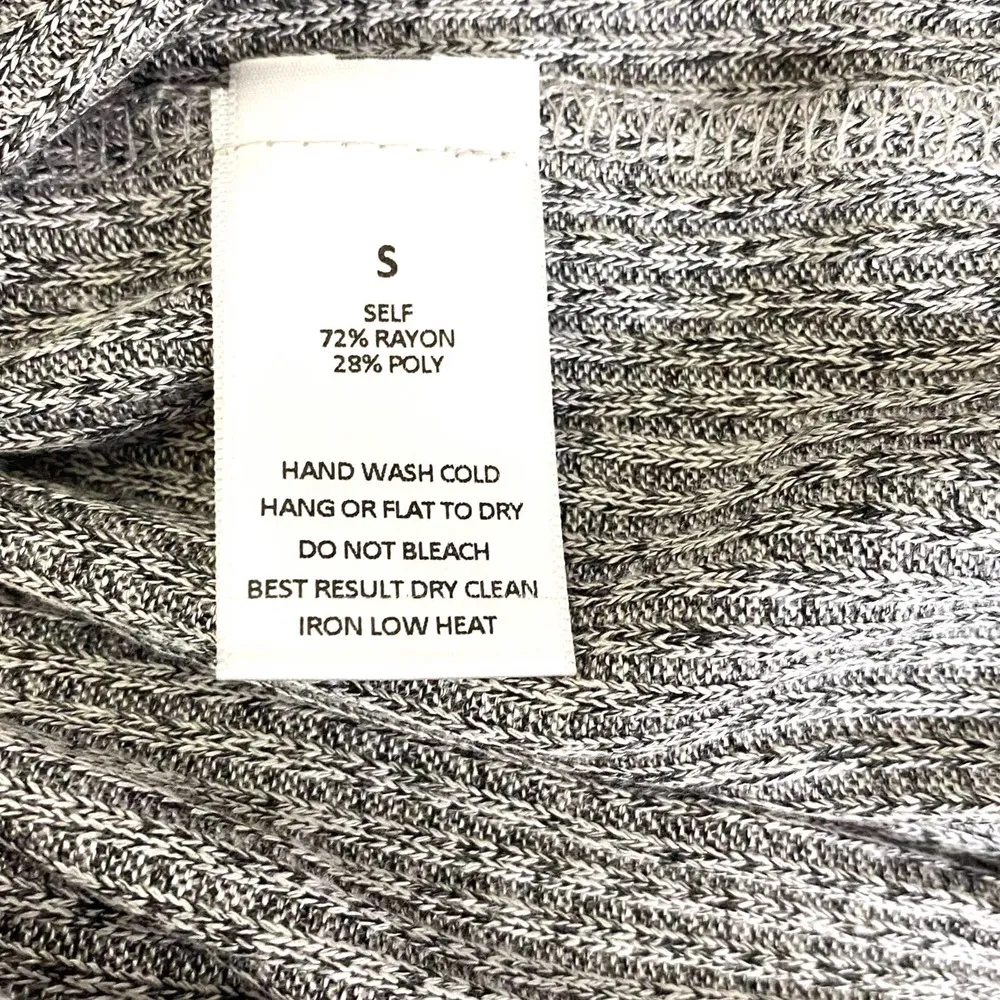 S
SELF
72% RAYON
28% POLY
HAND WASH COLD
HANG OR FLAT TO DRY
DO NOT BLEACH
BEST RESULT DRY CLEAN
IRON LOW HEAT